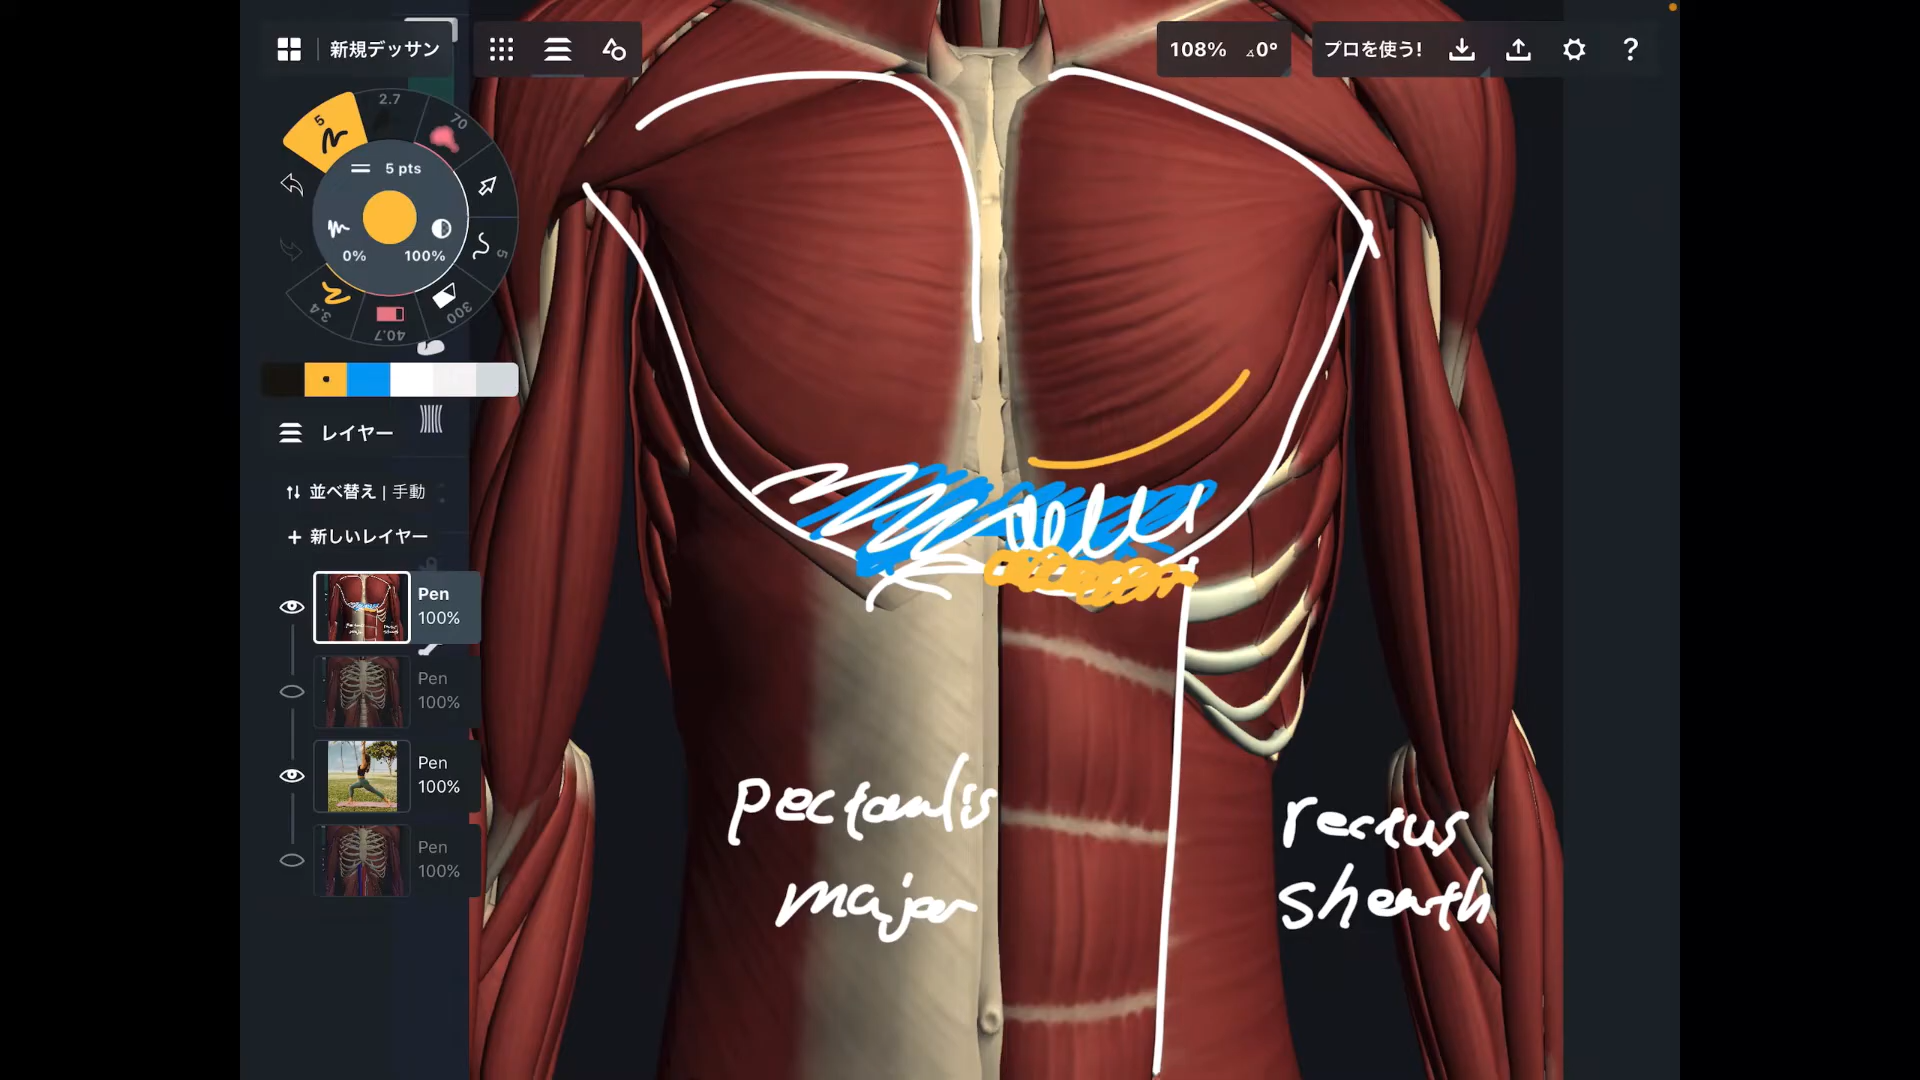 新規デッサン
108% ⊿0° プロを使う! ?
2.7
5
70
5 pts
5
0% 100%
3.4
40.7
300
レイヤー
並べ替え | 手動
+ 新しいレイヤー
Pen
100%
Pen
100%
Pen
100%
Pen
100%
pectoralis
major
rectus
sheath